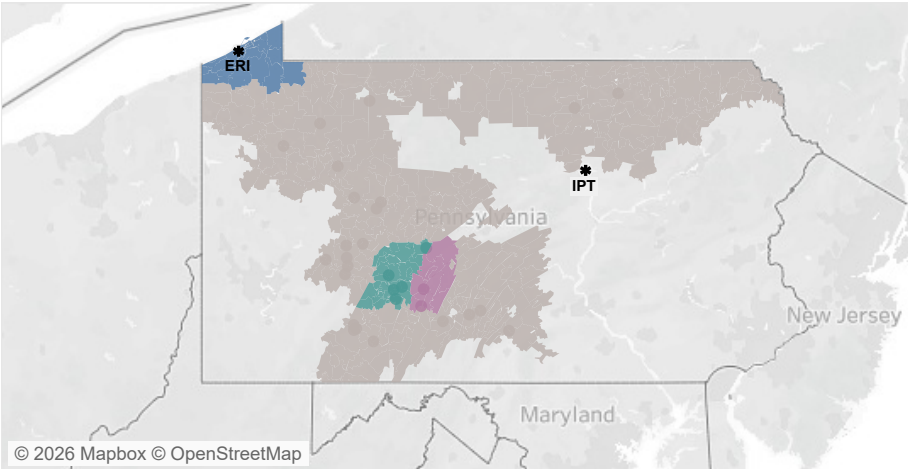 ERI
IPT
Pennsylvania
New Jersey
Maryland
© 2026 Mapbox © OpenStreetMap